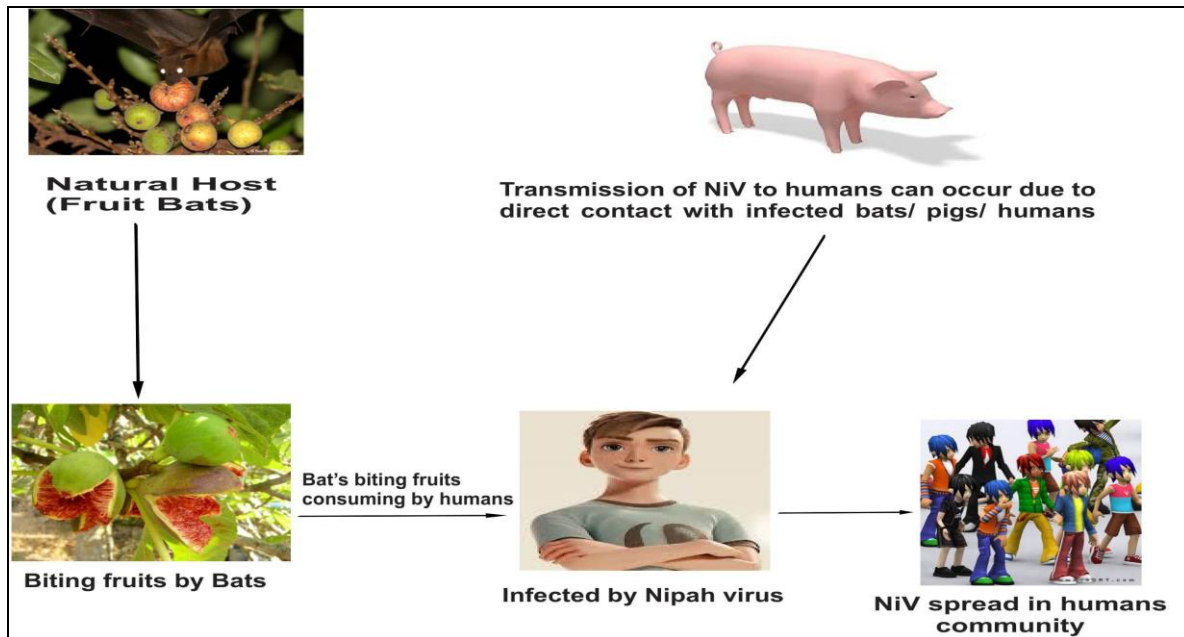 Natural Host
(Fruit Bats)
Transmission of NiV to humans can occur due to
direct contact with infected bats/ pigs/ humans
Bat's biting fruits
consuming by humans
Biting fruits by Bats
Infected by Nipah virus
NiV spread in humans
community